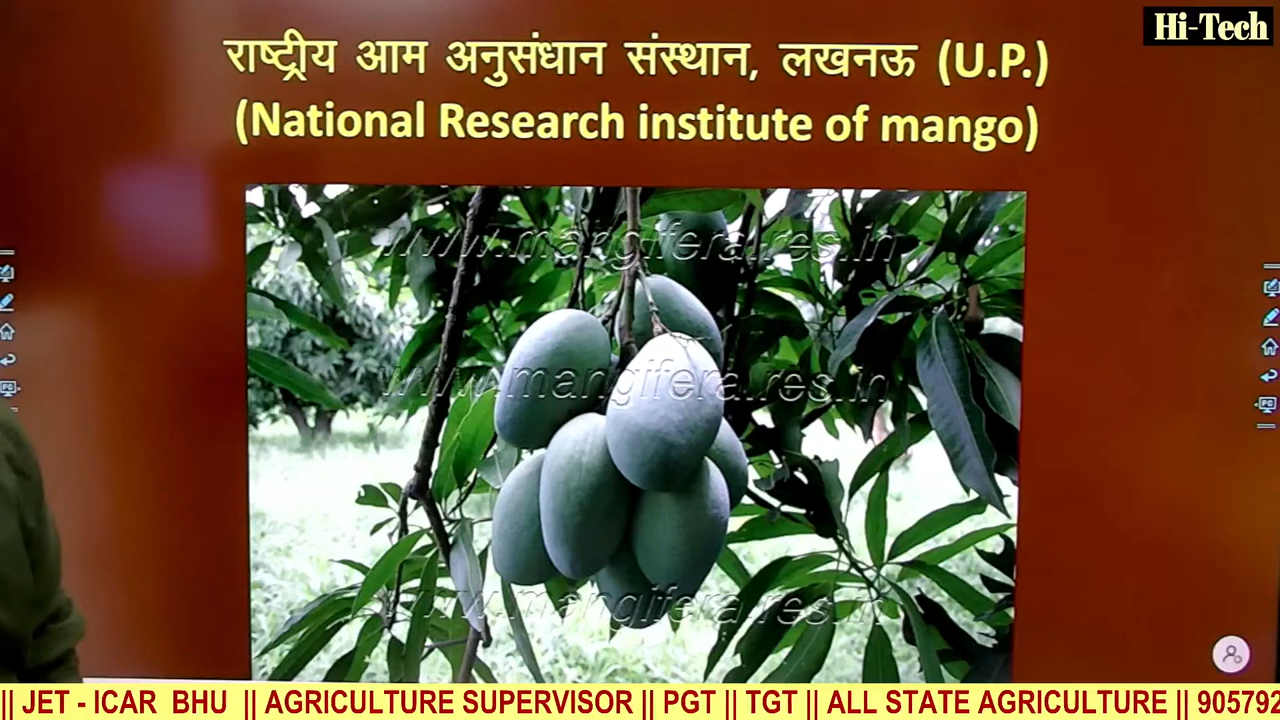 Hi-Tech
राष्ट्रीय आम अनुसंधान संस्थान, लखनऊ (U.P.)
(National Research institute of mango)
www.mangifera.res.in
www.mangifera.res.in
www.mangifera.res.in
|| JET - ICAR BHU || AGRICULTURE SUPERVISOR || PGT || TGT || ALL STATE AGRICULTURE || 905792